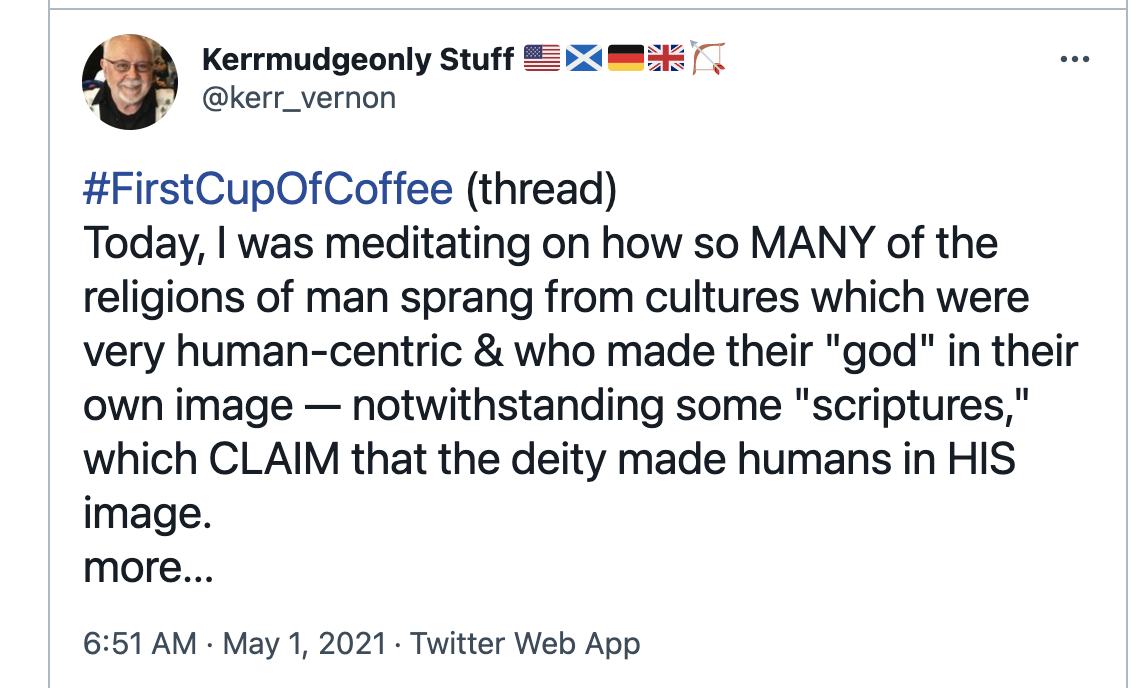 Kerrmudgeonly Stuff 🇺🇸🏴󠁧󠁢󠁳󠁣󠁴󠁿🇩🇪🇬🇧🏹
@kerr_vernon
#FirstCupOfCoffee (thread)
Today, I was meditating on how so MANY of the
religions of man sprang from cultures which were
very human-centric & who made their "god" in their
own image — notwithstanding some "scriptures,"
which CLAIM that the deity made humans in HIS
image.
more...
6:51 AM · May 1, 2021 · Twitter Web App